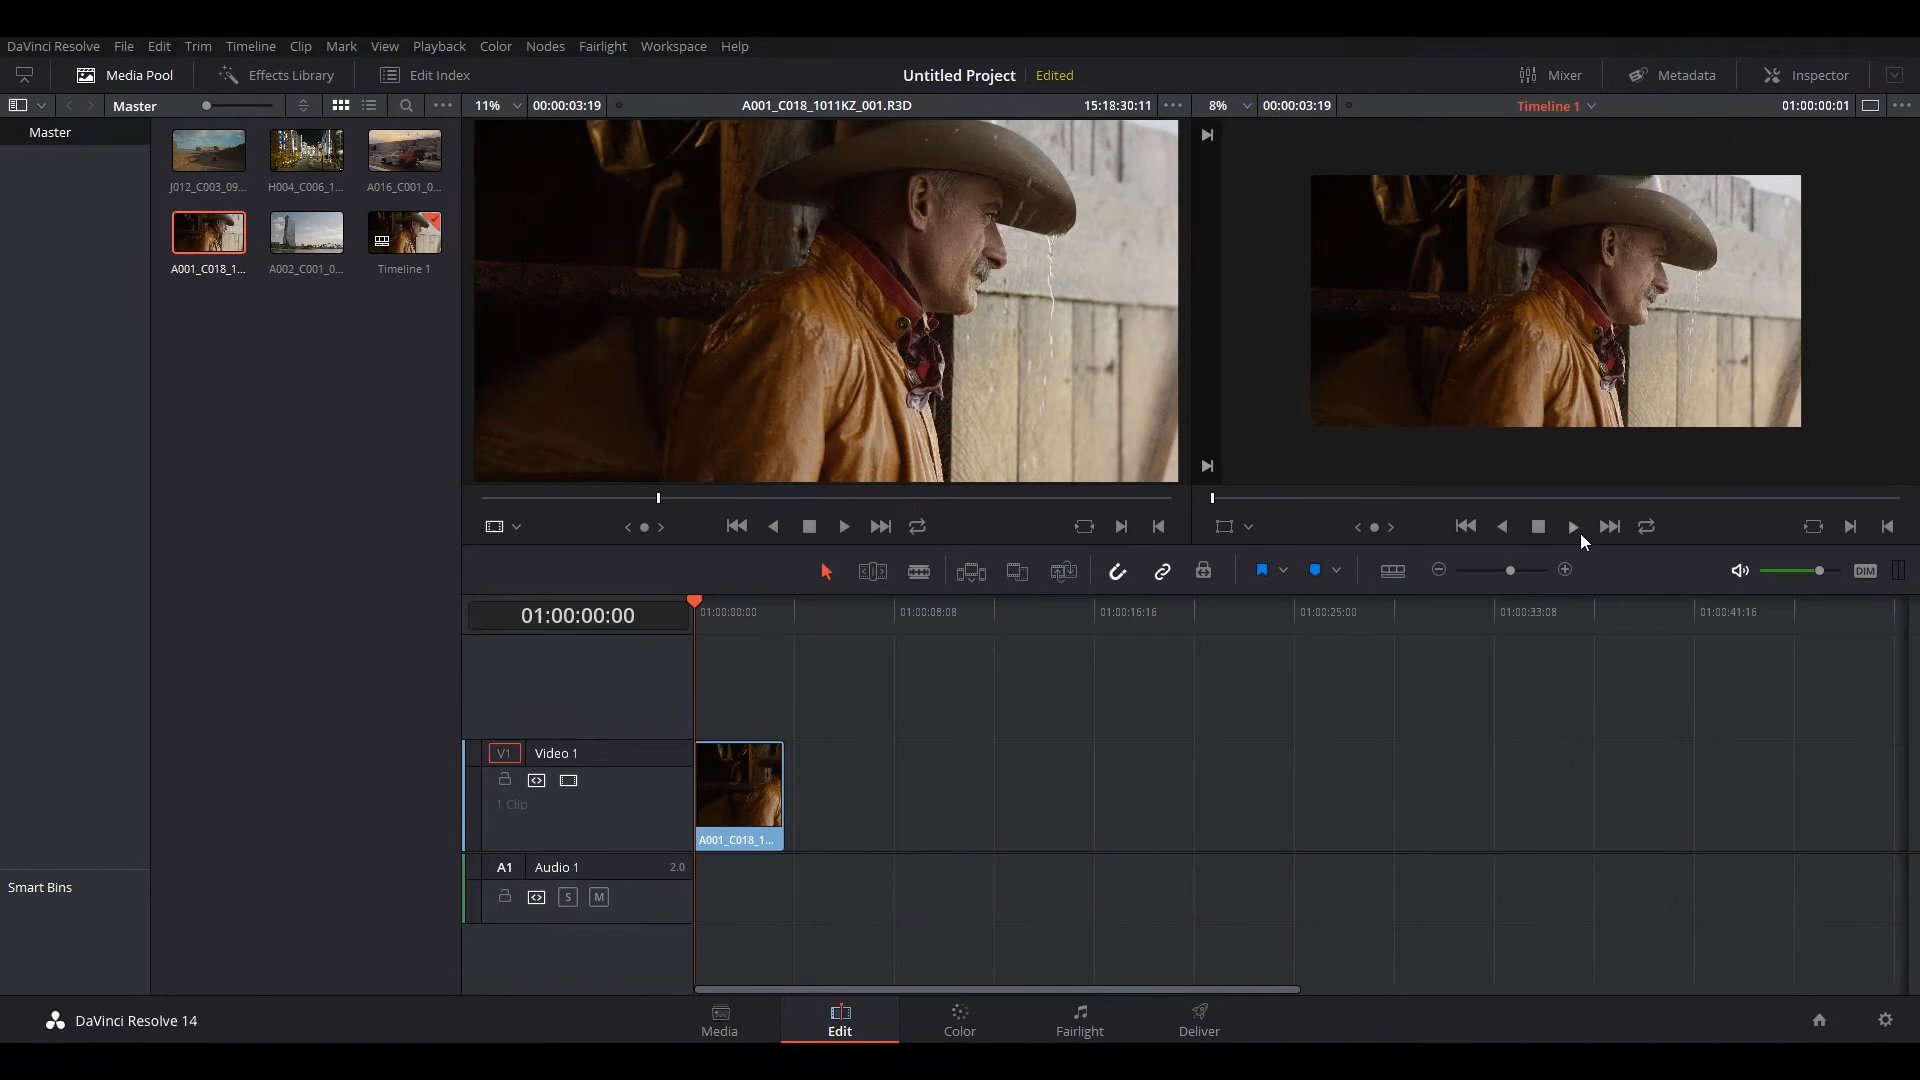 DaVinci Resolve File Edit Trim Timeline Clip Mark View Playback Color Nodes Fairlight Workspace Help
Media Pool Effects Library Edit Index Untitled Project Edited Mixer Metadata Inspector
Master 11% 00:00:03:19 A001_C018_1011KZ_001.R3D 15:18:30:11 8% 00:00:03:19 Timeline 1 01:00:00:01
Master
J012_C003_09... H004_C006_1... A016_C001_0...
A001_C018_1... A002_C001_0... Timeline 1
DIM
01:00:00:00 01:00:00:00 01:00:08:08 01:00:16:16 01:00:25:00 01:00:33:08 01:00:41:16
V1 Video 1
1 Clip
A001_C018_1...
A1 Audio 1 2.0
S M
Smart Bins
DaVinci Resolve 14 Media Edit Color Fairlight Deliver